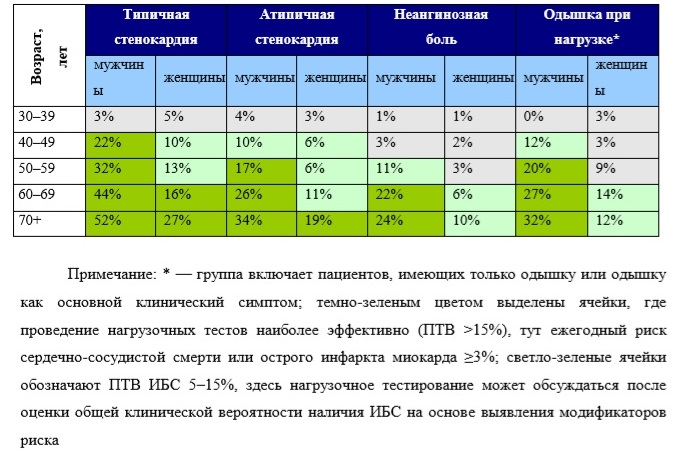 Возраст, лет
Типичная стенокардия
Атипичная стенокардия
Неангинозная боль
Одышка при нагрузке*
мужчины женщины мужчины женщины мужчины женщины мужчины женщины
30–39 3% 5% 4% 3% 1% 1% 0% 3%
40–49 22% 10% 10% 6% 3% 2% 12% 3%
50–59 32% 13% 17% 6% 11% 3% 20% 9%
60–69 44% 16% 26% 11% 22% 6% 27% 14%
70+ 52% 27% 34% 19% 24% 10% 32% 12%
Примечание: * — группа включает пациентов, имеющих только одышку или одышку
как основной клинический симптом; темно-зеленым цветом выделены ячейки, где
проведение нагрузочных тестов наиболее эффективно (ПТВ >15%), тут ежегодный риск
сердечно-сосудистой смерти или острого инфаркта миокарда ≥3%; светло-зеленые ячейки
обозначают ПТВ ИБС 5–15%, здесь нагрузочное тестирование может обсуждаться после
оценки общей клинической вероятности наличия ИБС на основе выявления модификаторов
риска